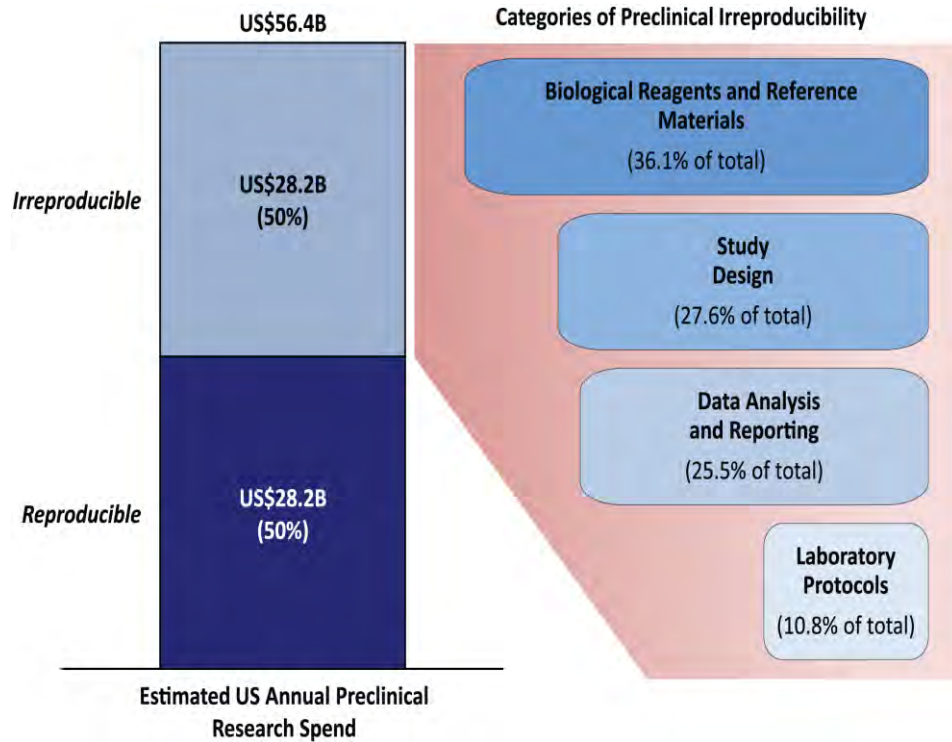 US$56.4B
Categories of Preclinical Irreproducibility
Irreproducible
US$28.2B
(50%)
Reproducible
US$28.2B
(50%)
Estimated US Annual Preclinical
Research Spend
Biological Reagents and Reference
Materials
(36.1% of total)
Study
Design
(27.6% of total)
Data Analysis
and Reporting
(25.5% of total)
Laboratory
Protocols
(10.8% of total)